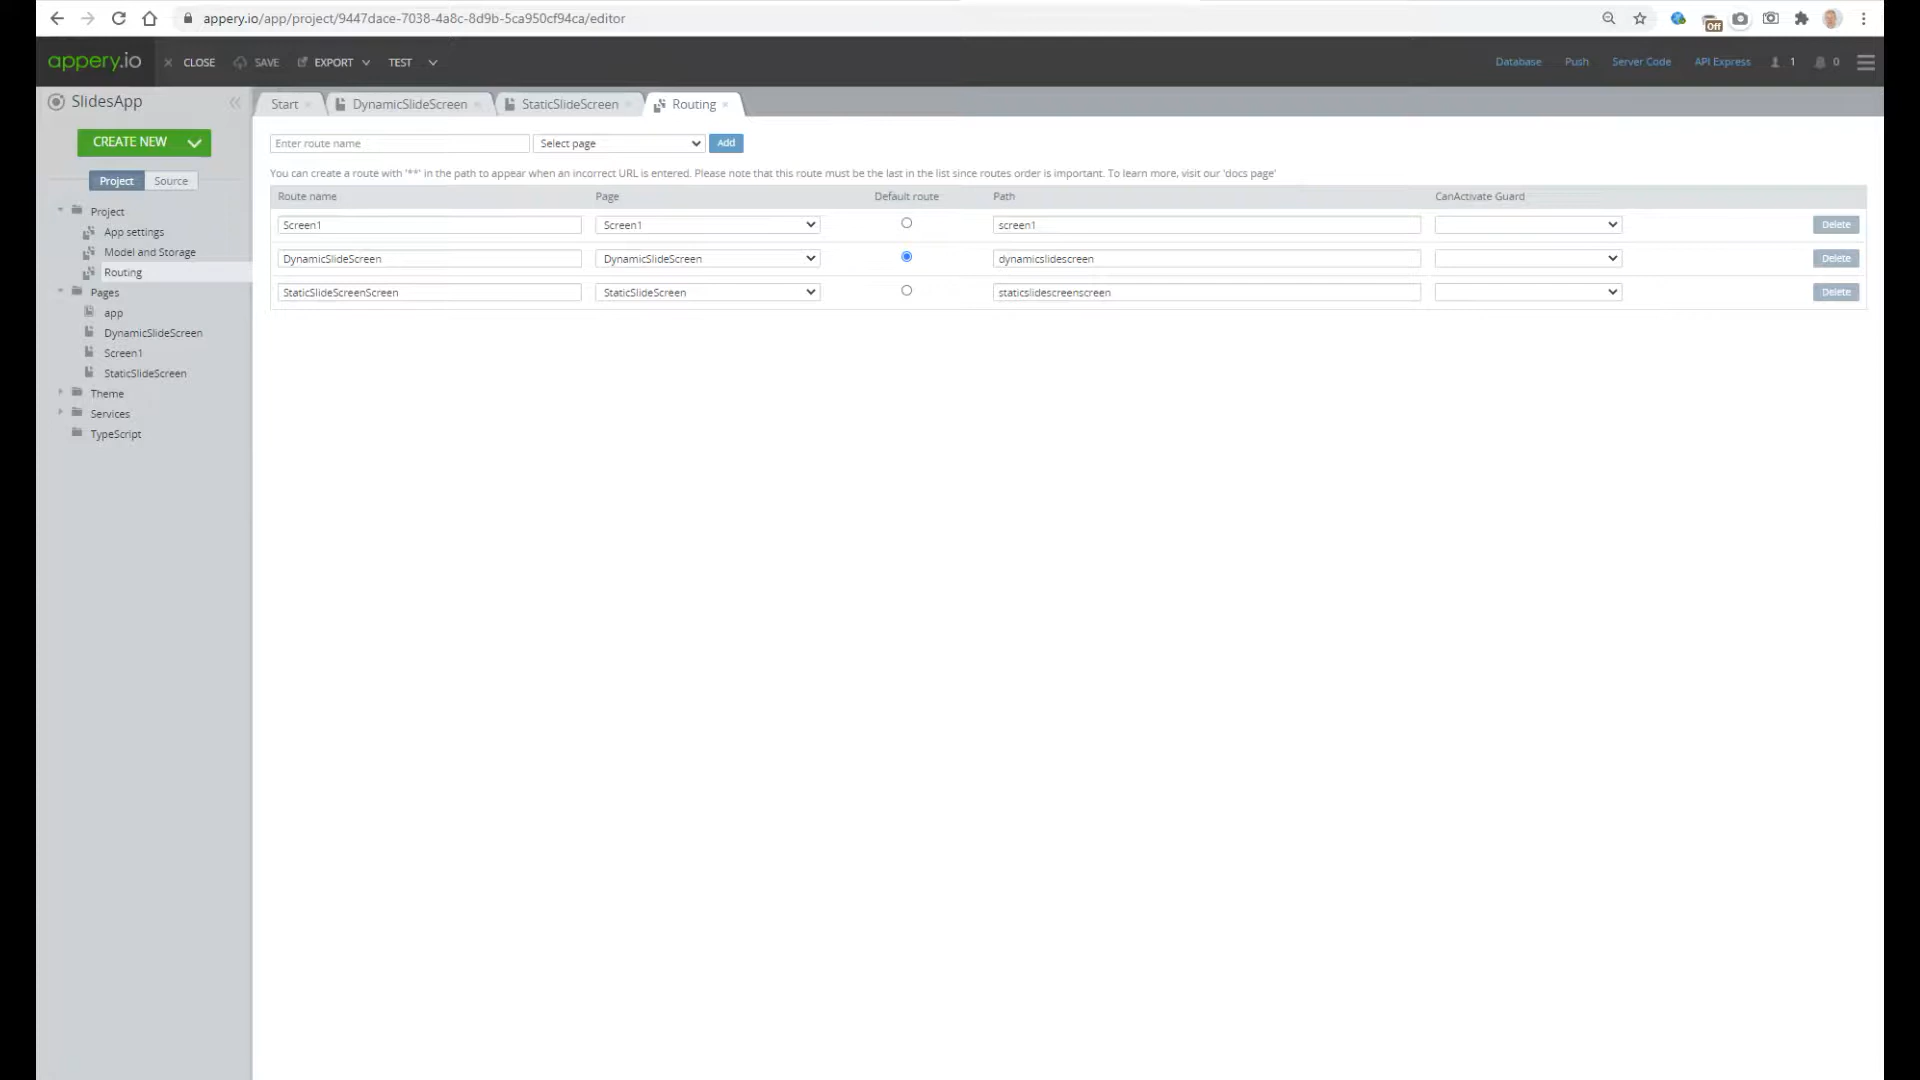 appery.io/app/project/9447dace-7038-4a8c-8d9b-5ca950cf94ca/editor
Off
appery.io
CLOSE SAVE EXPORT TEST
Database Push Server Code API Express 1 0
SlidesApp
Start DynamicSlideScreen StaticSlideScreen Routing
CREATE NEW
Project Source
Project
App settings
Model and Storage
Routing
Pages
app
DynamicSlideScreen
Screen1
StaticSlideScreen
Theme
Services
TypeScript
Enter route name Select page Add
You can create a route with '**' in the path to appear when an incorrect URL is entered. Please note that this route must be the last in the list since routes order is important. To learn more, visit our 'docs page'
Route name Page Default route Path CanActivate Guard
Screen1 Screen1 screen1 Delete
DynamicSlideScreen DynamicSlideScreen dynamicslidescreen Delete
StaticSlideScreenScreen StaticSlideScreen staticslidescreenscreen Delete